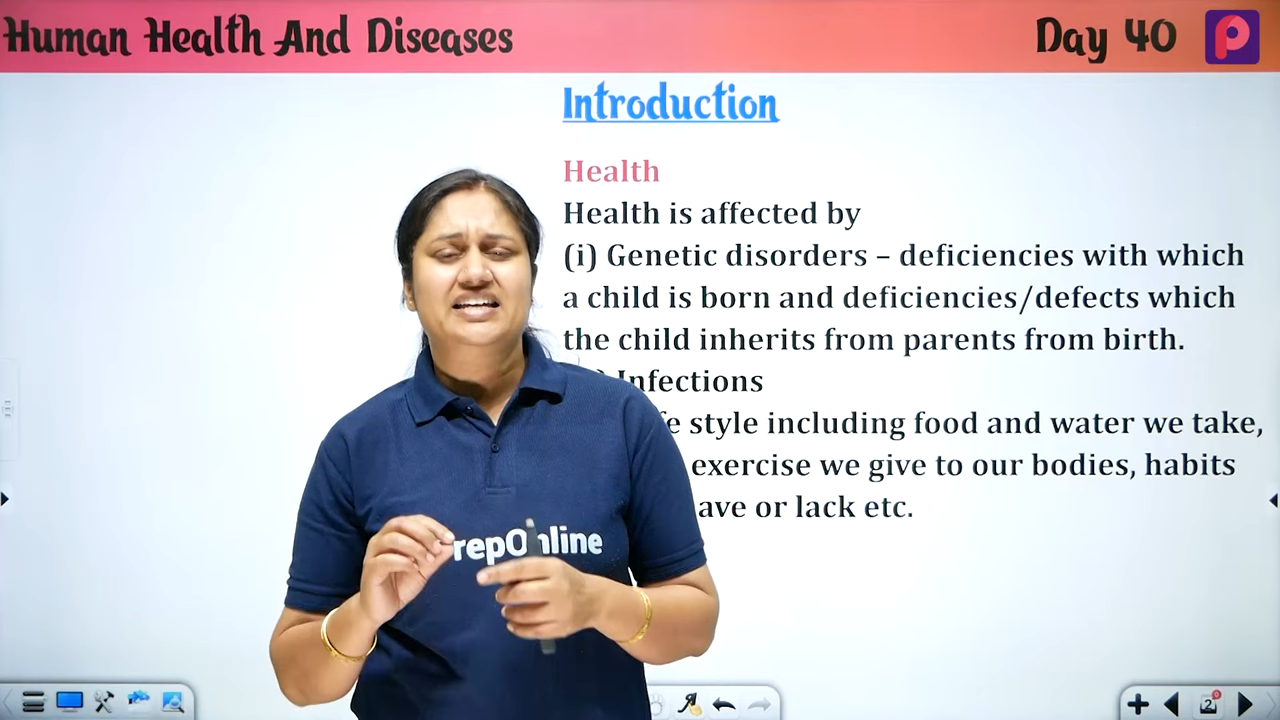 Human Health And Diseases
Day 40
Introduction
Health
Health is affected by
(i) Genetic disorders – deficiencies with which
a child is born and deficiencies/defects which
the child inherits from parents from birth.
) Infections
style including food and water we take,
exercise we give to our bodies, habits
or lack etc.
2